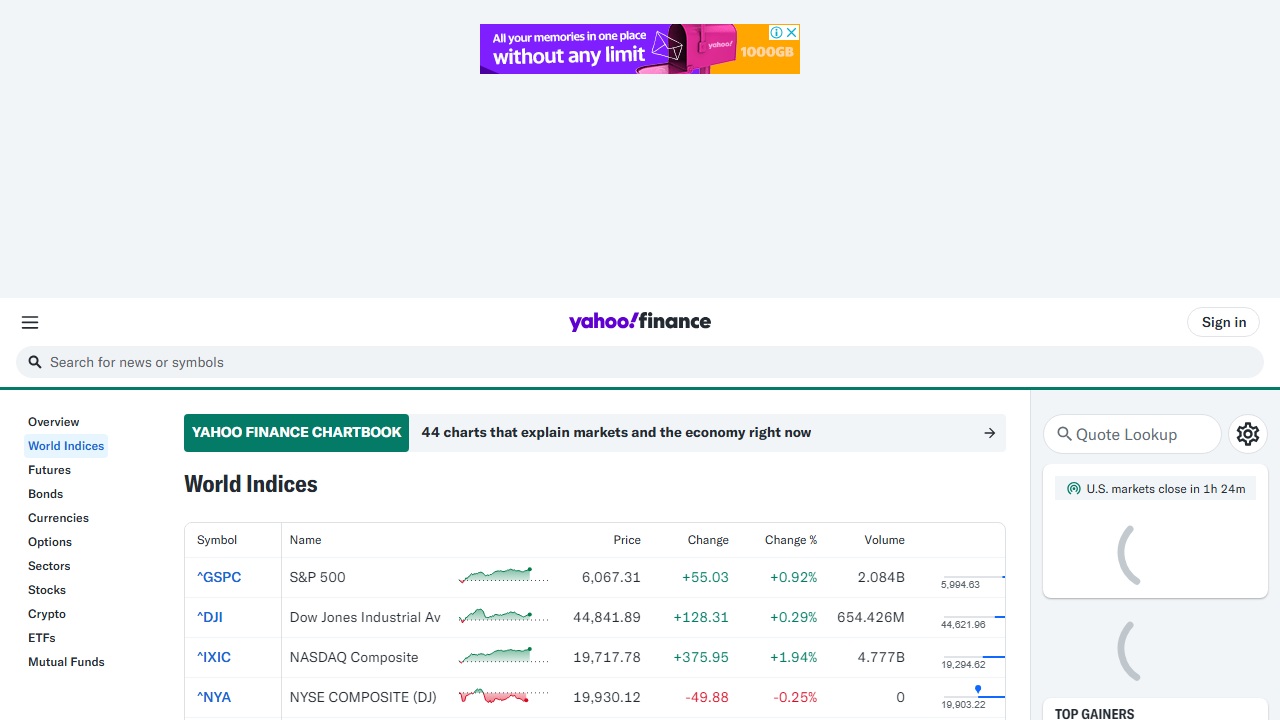 All your memories in one place
without any limit
yahoo!
1000GB
yahoo!finance
Sign in
Search for news or symbols
Overview
World Indices
Futures
Bonds
Currencies
Options
Sectors
Stocks
Crypto
ETFs
Mutual Funds
YAHOO FINANCE CHARTBOOK 44 charts that explain markets and the economy right now
World Indices
Symbol Name Price Change Change % Volume
^GSPC S&P 500 6,067.31 +55.03 +0.92% 2.084B 5,994.63
^DJI Dow Jones Industrial Av 44,841.89 +128.31 +0.29% 654.426M 44,621.96
^IXIC NASDAQ Composite 19,717.78 +375.95 +1.94% 4.777B 19,294.62
^NYA NYSE COMPOSITE (DJ) 19,930.12 -49.88 -0.25% 0 19,903.22
Quote Lookup
U.S. markets close in 1h 24m
TOP GAINERS